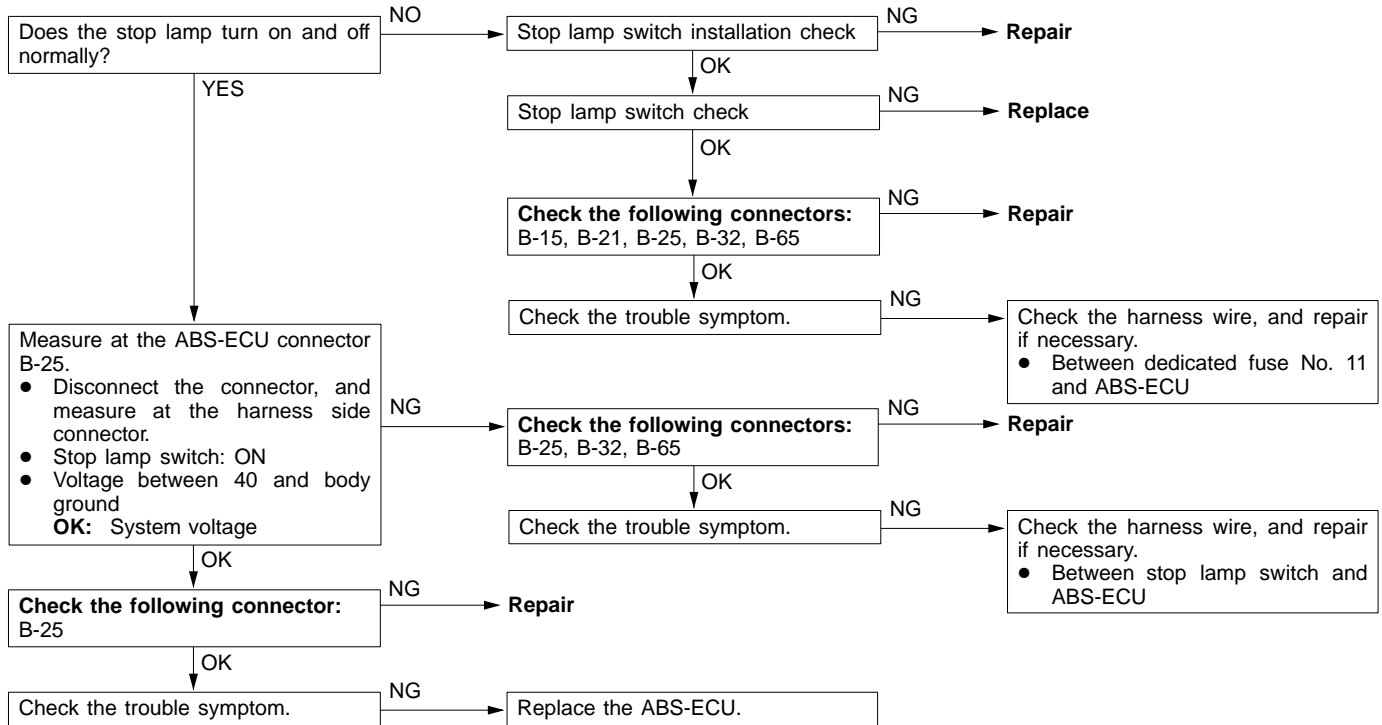 Does the stop lamp turn on and off
normally?
NO
Stop lamp switch installation check
NG
Repair
OK
YES
Stop lamp switch check
NG
Replace
OK
Check the following connectors:
B-15, B-21, B-25, B-32, B-65
NG
Repair
OK
Check the trouble symptom.
NG
Check the harness wire, and repair
if necessary.
● Between dedicated fuse No. 11
and ABS-ECU
Measure at the ABS-ECU connector
B-25.
● Disconnect the connector, and
measure at the harness side
connector.
● Stop lamp switch: ON
● Voltage between 40 and body
ground
OK: System voltage
NG
Check the following connectors:
B-25, B-32, B-65
NG
Repair
OK
Check the trouble symptom.
NG
Check the harness wire, and repair
if necessary.
● Between stop lamp switch and
ABS-ECU
OK
Check the following connector:
B-25
NG
Repair
OK
Check the trouble symptom.
NG
Replace the ABS-ECU.